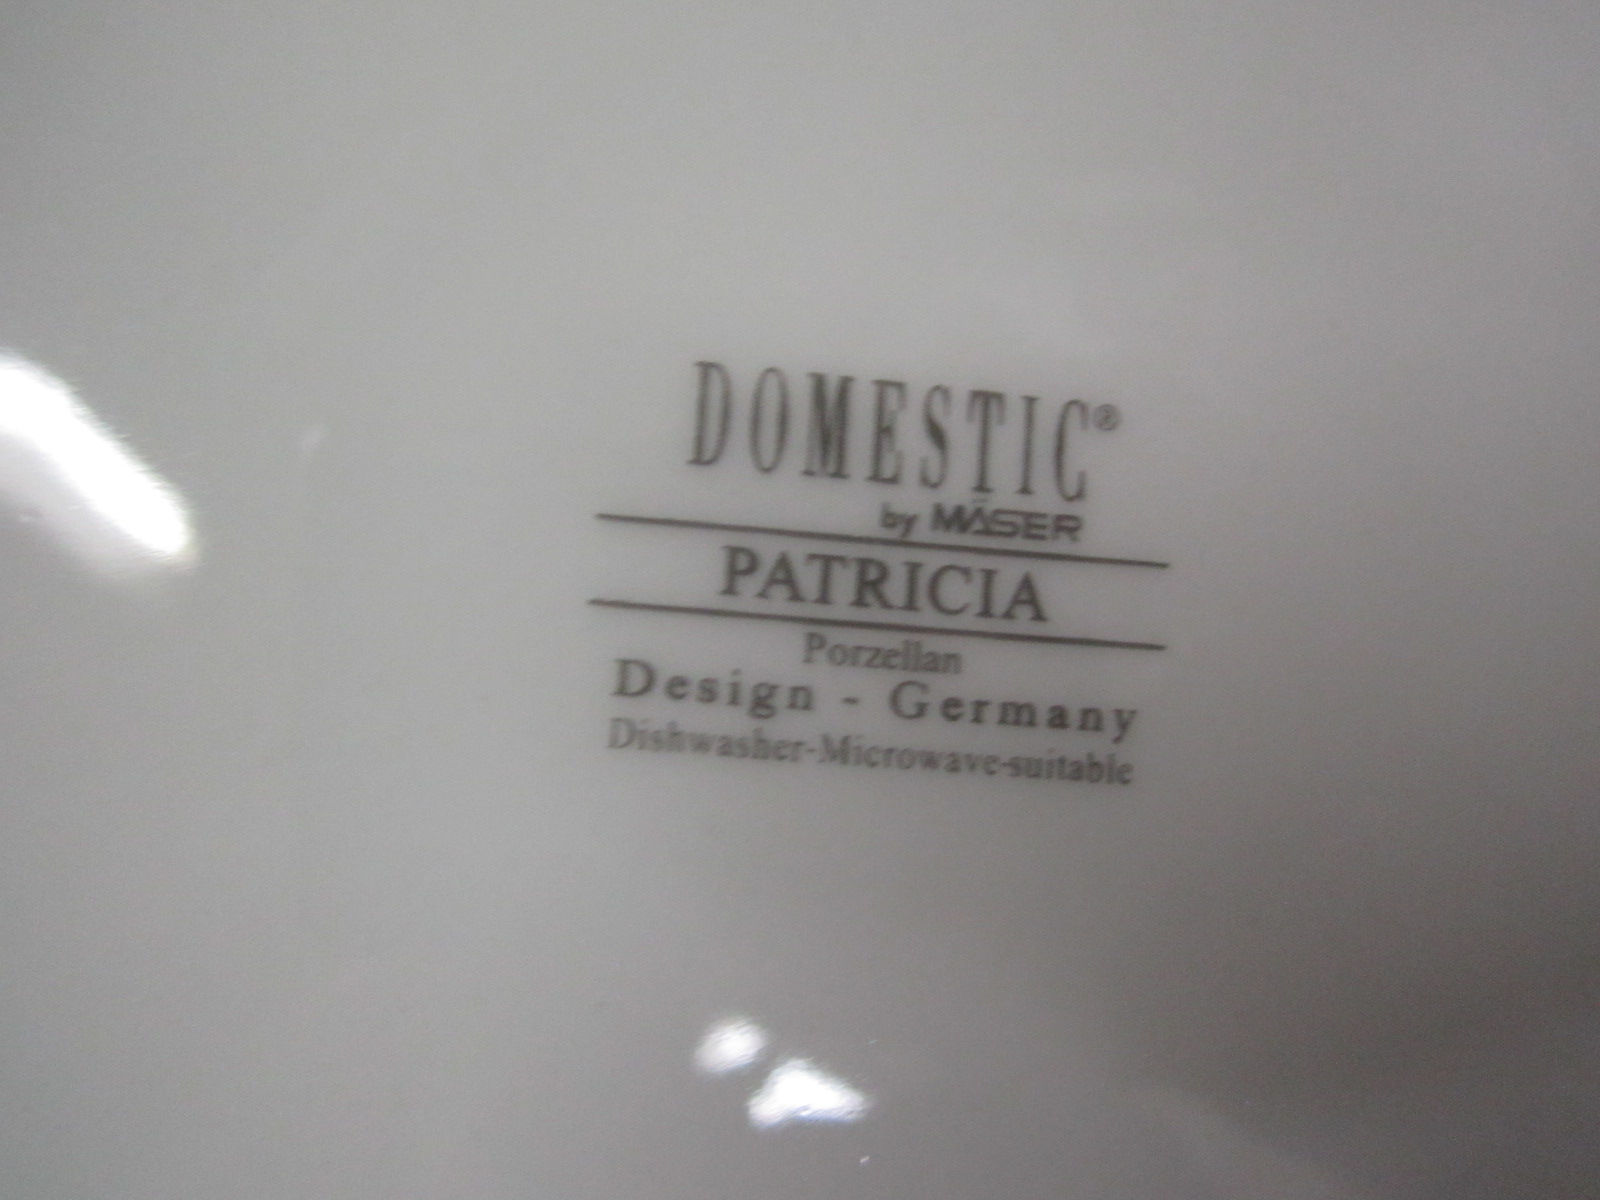 DOMESTIC®
by MÄSER
PATRICIA
Porzellan
Design - Germany
Dishwasher-Microwave-suitable